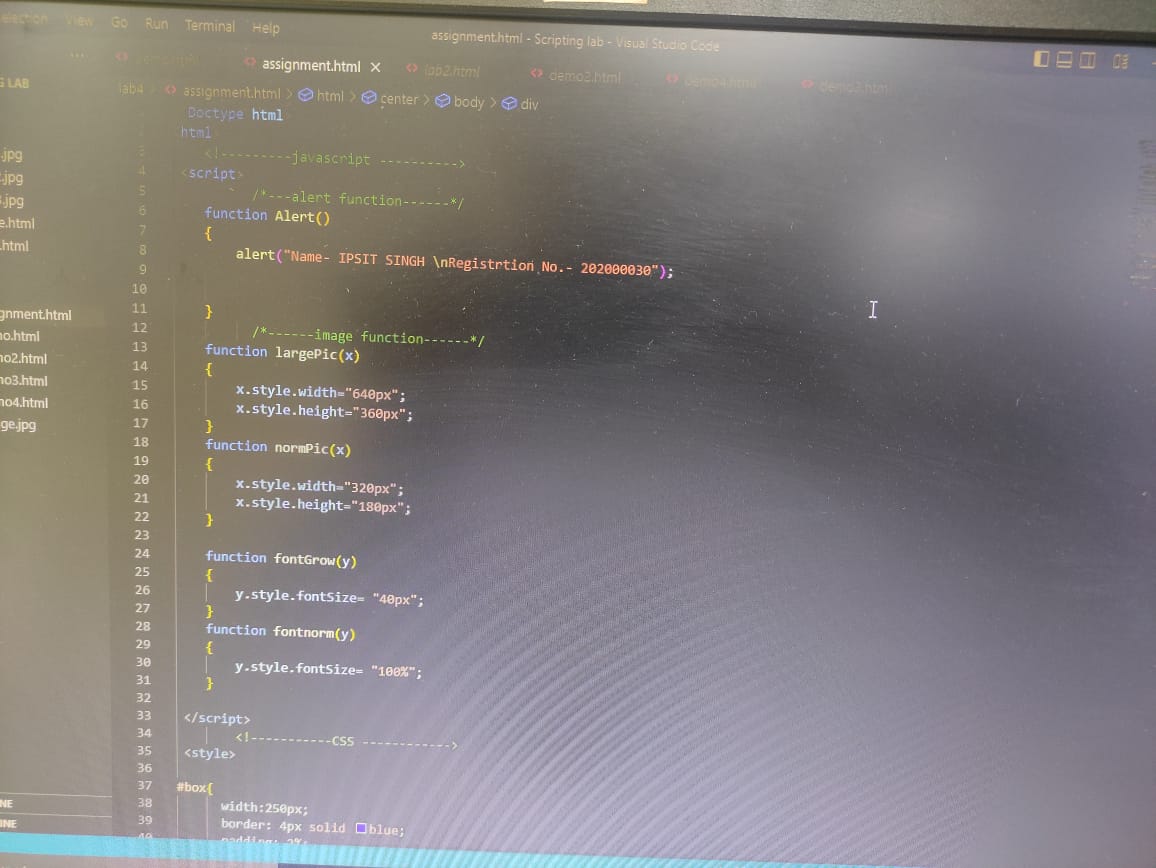 View Go Run Terminal Help
assignment.html - Scripting lab - Visual Studio Code
assignment.html × lab2.html demo2.html demo4.html demo3.html
LAB
lab4 > assignment.html > html > center > body > div
.jpg
.jpg
.jpg
e.html
.html
gnment.html
no.html
no2.html
no3.html
no4.html
ge.jpg
Doctype html
html
3 <!---------javascript ---------->
4 <script>
5 /*---alert function------*/
6 function Alert()
7 {
8 alert("Name- IPSIT SINGH \nRegistrtion No.- 202000030");
9
10
11 }
12 /*------image function------*/
13 function largePic(x)
14 {
15 x.style.width="640px";
16 x.style.height="360px";
17 }
18 function normPic(x)
19 {
20 x.style.width="320px";
21 x.style.height="180px";
22 }
23
24 function fontGrow(y)
25 {
26 y.style.fontSize= "40px";
27 }
28 function fontnorm(y)
29 {
30 y.style.fontSize= "100%";
31 }
32
33 </script>
34 <!-----------CSS ------------>
35 <style>
36
37 #box{
38 width:250px;
39 border: 4px solid blue;
40 padding: 2%;
NE
INE